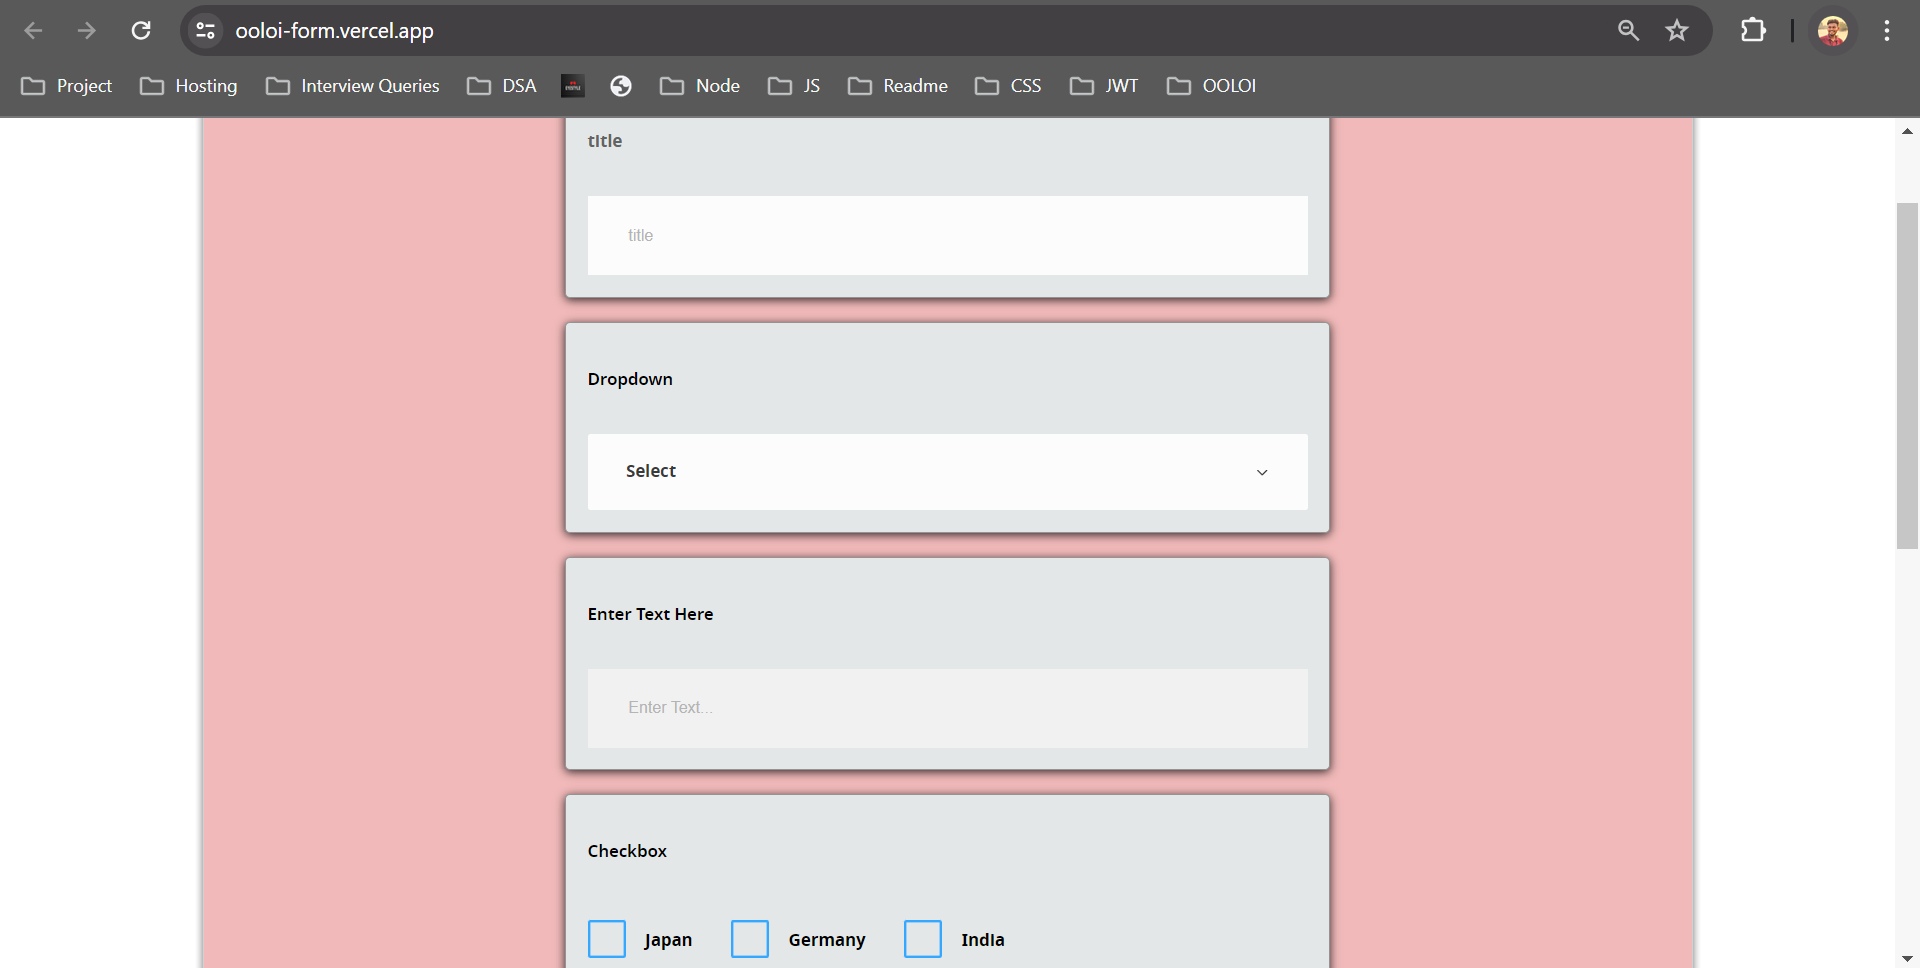 ooloi-form.vercel.app
Project Hosting Interview Queries DSA Node JS Readme CSS JWT OOLOI
title
title
Dropdown
Select
Enter Text Here
Enter Text...
Checkbox
Japan Germany India